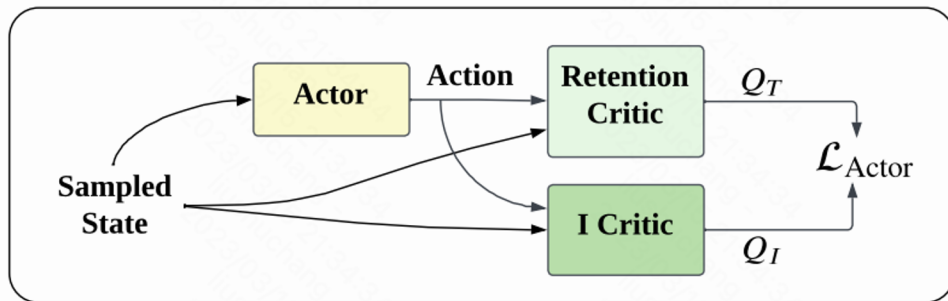 Actor
Action
Retention
Critic
Q_T
Sampled
State
I Critic
ℒ_Actor
Q_I